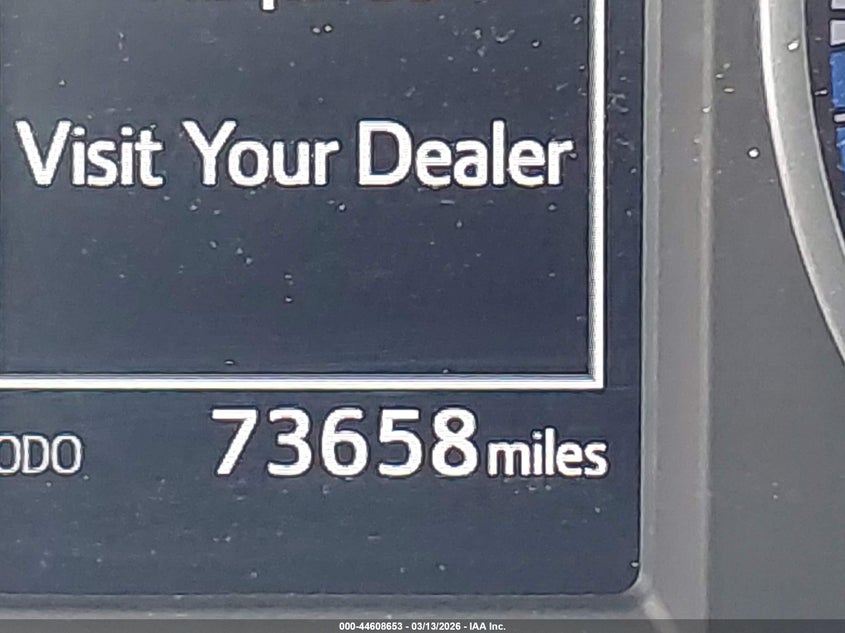 Visit Your Dealer
ODO 73658 miles
000-44608653 - 03/13/2026 - IAA Inc.